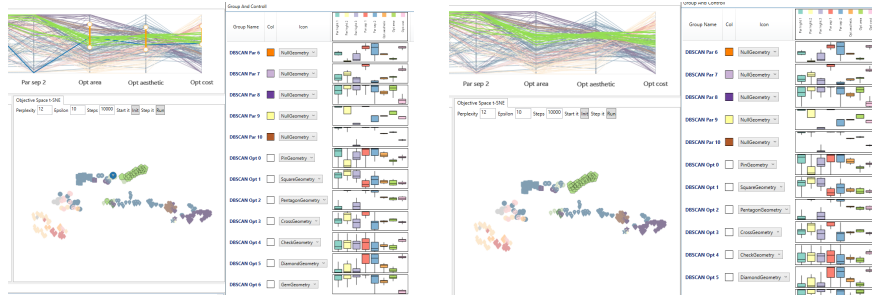 Group And Control
Group Name Col Icon
DBSCAN Par 6 NullGeometry
DBSCAN Par 7 NullGeometry
DBSCAN Par 8 NullGeometry
DBSCAN Par 9 NullGeometry
DBSCAN Par 10 NullGeometry
DBSCAN Opt 0 PinGeometry
DBSCAN Opt 1 SquareGeometry
DBSCAN Opt 2 PentagonGeometry
DBSCAN Opt 3 CrossGeometry
DBSCAN Opt 4 CheckGeometry
DBSCAN Opt 5 DiamondGeometry
DBSCAN Opt 6 GemGeometry
Par sep 2 Opt area Opt aesthetic Opt cost
Objective Space t-SNE
Perplexity 12 Epsilon 10 Steps 10000 Start it Init Step it Run
Group And Control
Group Name Col Icon
DBSCAN Par 6 NullGeometry
DBSCAN Par 7 NullGeometry
DBSCAN Par 8 NullGeometry
DBSCAN Par 9 NullGeometry
DBSCAN Par 10 NullGeometry
DBSCAN Opt 0 PinGeometry
DBSCAN Opt 1 SquareGeometry
DBSCAN Opt 2 PentagonGeometry
DBSCAN Opt 3 CrossGeometry
DBSCAN Opt 4 CheckGeometry
DBSCAN Opt 5 DiamondGeometry
Par sep 2 Opt area Opt aesthetic Opt cost
Objective Space t-SNE
Perplexity 12 Epsilon 10 Steps 10000 Start it Init Step it Run